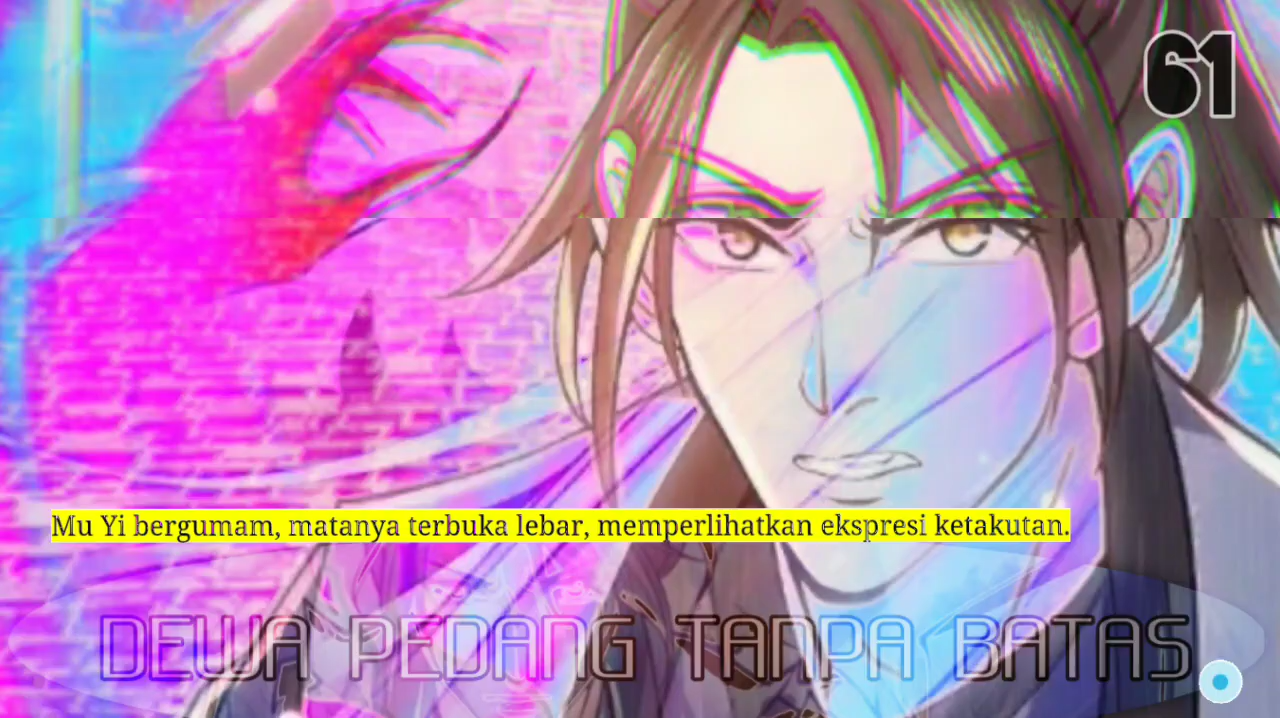 61
Mu Yi bergumam, matanya terbuka lebar, memperlihatkan ekspresi ketakutan.
DEWA PEDANG TANPA BATAS